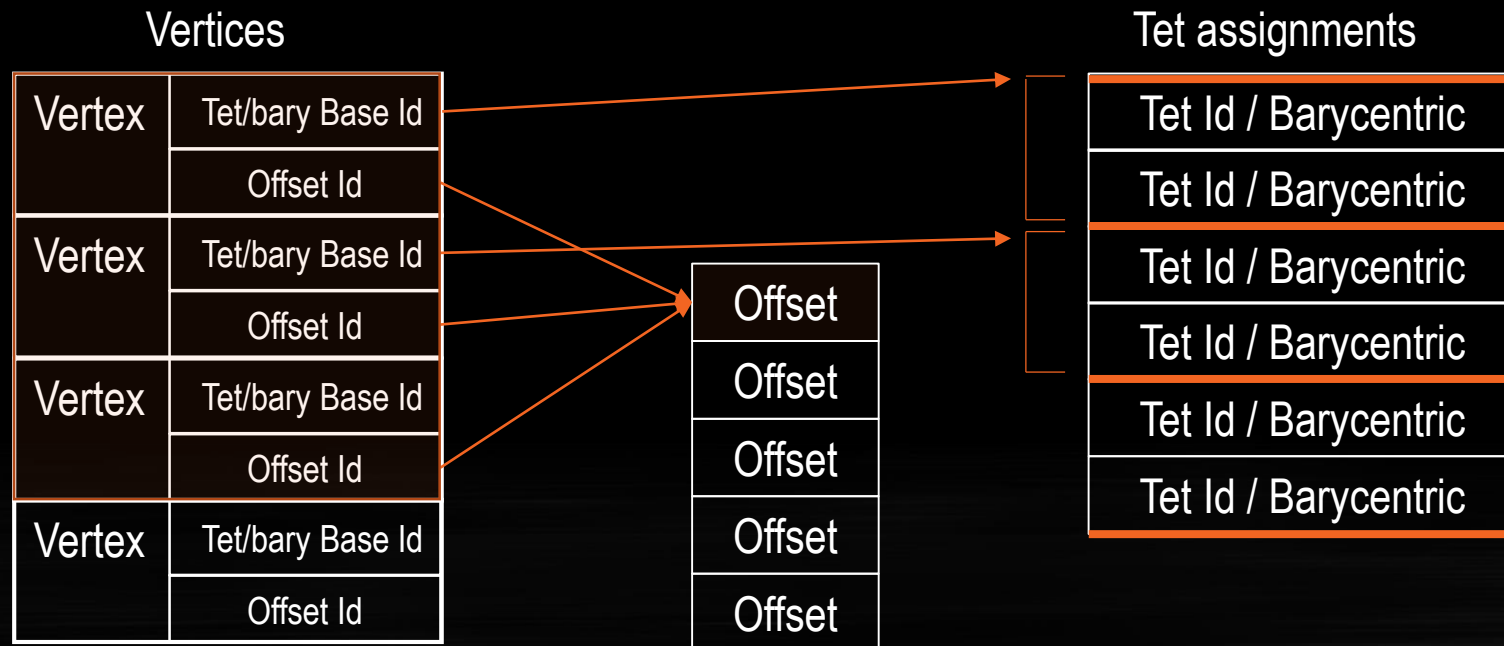 Vertices
Vertex
Tet/bary Base Id
Offset Id
Vertex
Tet/bary Base Id
Offset Id
Vertex
Tet/bary Base Id
Offset Id
Vertex
Tet/bary Base Id
Offset Id
Offset
Offset
Offset
Offset
Offset
Tet assignments
Tet Id / Barycentric
Tet Id / Barycentric
Tet Id / Barycentric
Tet Id / Barycentric
Tet Id / Barycentric
Tet Id / Barycentric